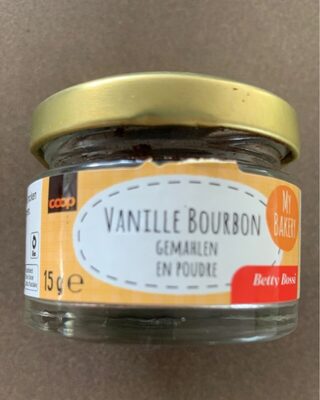 coop
VANILLE BOURBON
GEMAHLEN
EN POUDRE
MY
BAKERY
Betty Bossi
15 g e